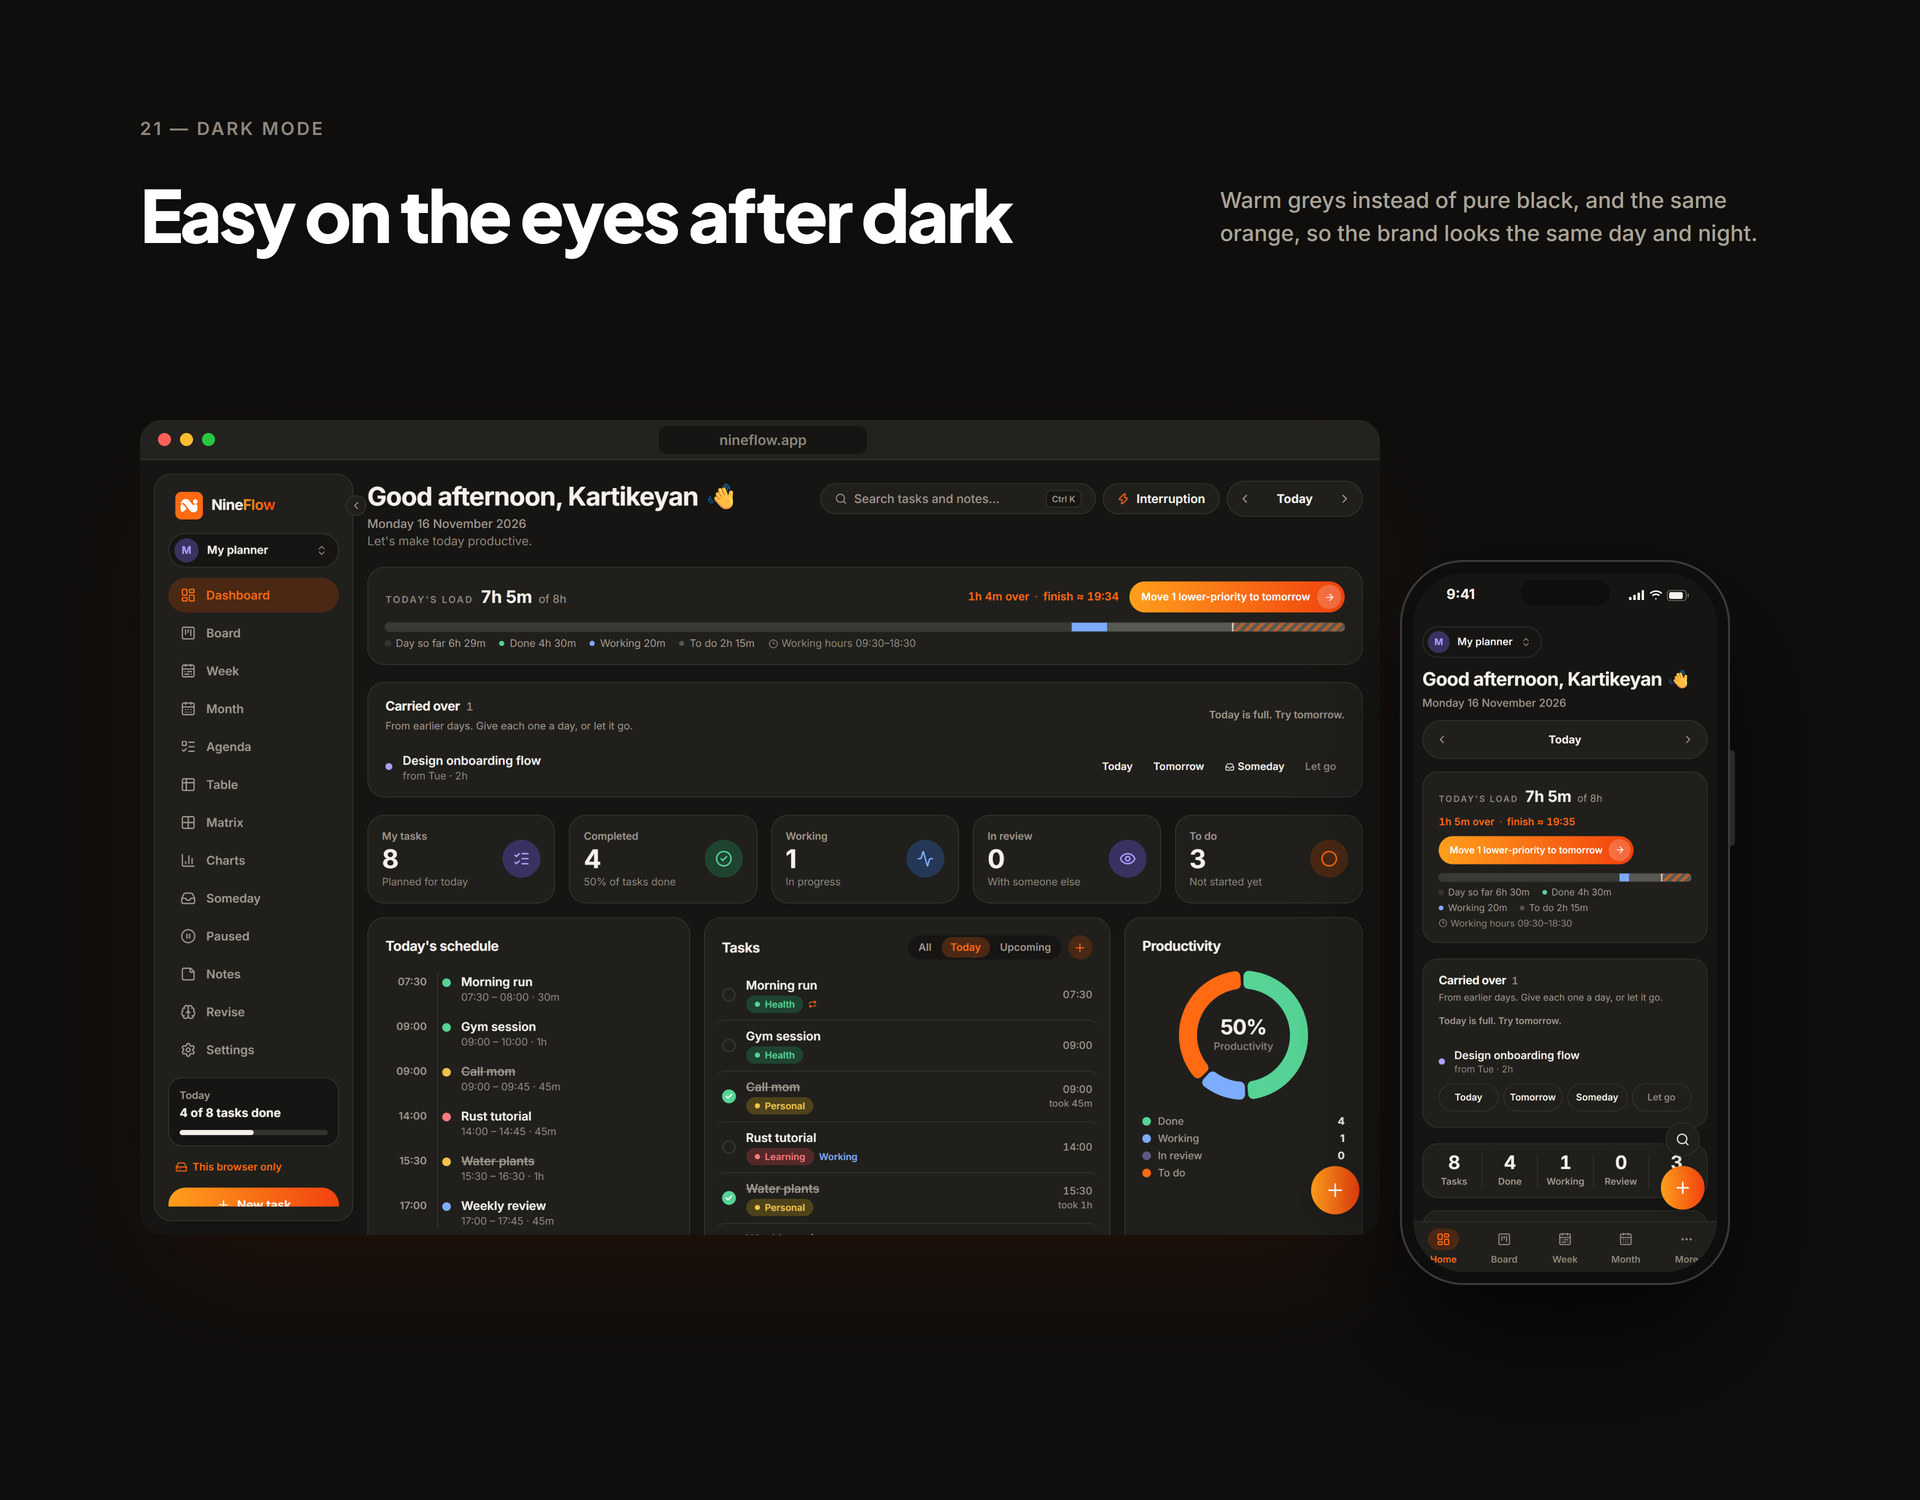 21 — DARK MODE
Easy on the eyes after dark
Warm greys instead of pure black, and the same
orange, so the brand looks the same day and night.
nineflow.app
NineFlow
M My planner
Dashboard
Board
Week
Month
Agenda
Table
Matrix
Charts
Someday
Paused
Notes
Revise
Settings
Today
4 of 8 tasks done
This browser only
+ New task
Good afternoon, Kartikeyan 👋
Monday 16 November 2026
Let's make today productive.
Search tasks and notes...
Ctrl K
Interruption
Today
TODAY'S LOAD 7h 5m of 8h
1h 4m over · finish ≈ 19:34
Move 1 lower-priority to tomorrow
Day so far 6h 29m
Done 4h 30m
Working 20m
To do 2h 15m
Working hours 09:30–18:30
Carried over 1
From earlier days. Give each one a day, or let it go.
Today is full. Try tomorrow.
Design onboarding flow
from Tue · 2h
Today
Tomorrow
Someday
Let go
My tasks
8
Planned for today
Completed
4
50% of tasks done
Working
1
In progress
In review
0
With someone else
To do
3
Not started yet
Today's schedule
07:30
Morning run
07:30 – 08:00 · 30m
09:00
Gym session
09:00 – 10:00 · 1h
09:00
Call mom
09:00 – 09:45 · 45m
14:00
Rust tutorial
14:00 – 14:45 · 45m
15:30
Water plants
15:30 – 16:30 · 1h
17:00
Weekly review
17:00 – 17:45 · 45m
Tasks
All
Today
Upcoming
+
Morning run
Health
07:30
Gym session
Health
09:00
Call mom
Personal
09:00
took 45m
Rust tutorial
Learning
Working
14:00
Water plants
Personal
15:30
took 1h
Productivity
50%
Productivity
Done 4
Working 1
In review 0
To do
+
9:41
M My planner
Good afternoon, Kartikeyan 👋
Monday 16 November 2026
Today
TODAY'S LOAD 7h 5m of 8h
1h 5m over · finish ≈ 19:35
Move 1 lower-priority to tomorrow
Day so far 6h 30m
Done 4h 30m
Working 20m
To do 2h 15m
Working hours 09:30–18:30
Carried over 1
From earlier days. Give each one a day, or let it go.
Today is full. Try tomorrow.
Design onboarding flow
from Tue · 2h
Today
Tomorrow
Someday
Let go
8
Tasks
4
Done
1
Working
0
Review
3
+
Home
Board
Week
Month
More